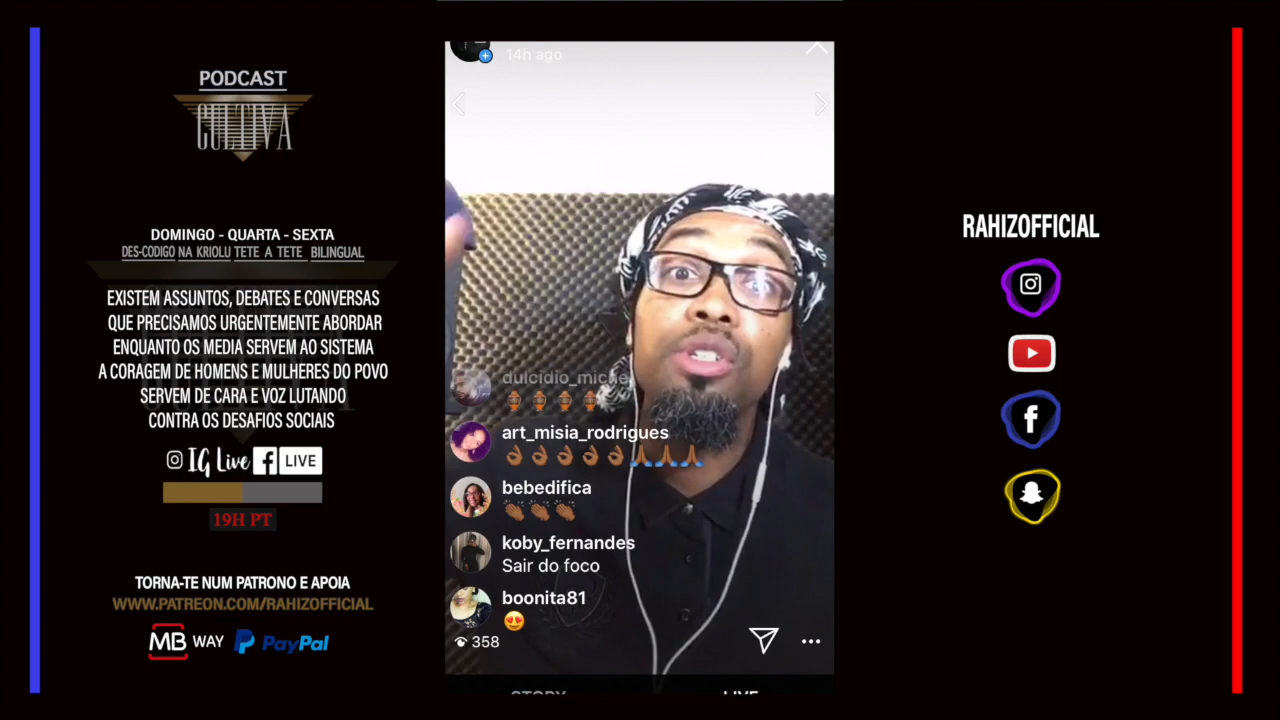 PODCAST
CULTIVA
DOMINGO - QUARTA - SEXTA
DES-CODIGO NA KRIOLU TETE A TETE BILINGUAL
EXISTEM ASSUNTOS, DEBATES E CONVERSAS
QUE PRECISAMOS URGENTEMENTE ABORDAR
ENQUANTO OS MEDIA SERVEM AO SISTEMA
A CORAGEM DE HOMENS E MULHERES DO POVO
SERVEM DE CARA E VOZ LUTANDO
CONTRA OS DESAFIOS SOCIAIS
IG Live f LIVE
19H PT
TORNA-TE NUM PATRONO E APOIA
WWW.PATREON.COM/RAHIZOFFICIAL
MB WAY PayPal
14h ago
dulcidio_miche
art_misia_rodrigues
bebedifica
koby_fernandes
Sair do foco
boonita81
358
STORY LIVE
RAHIZOFFICIAL